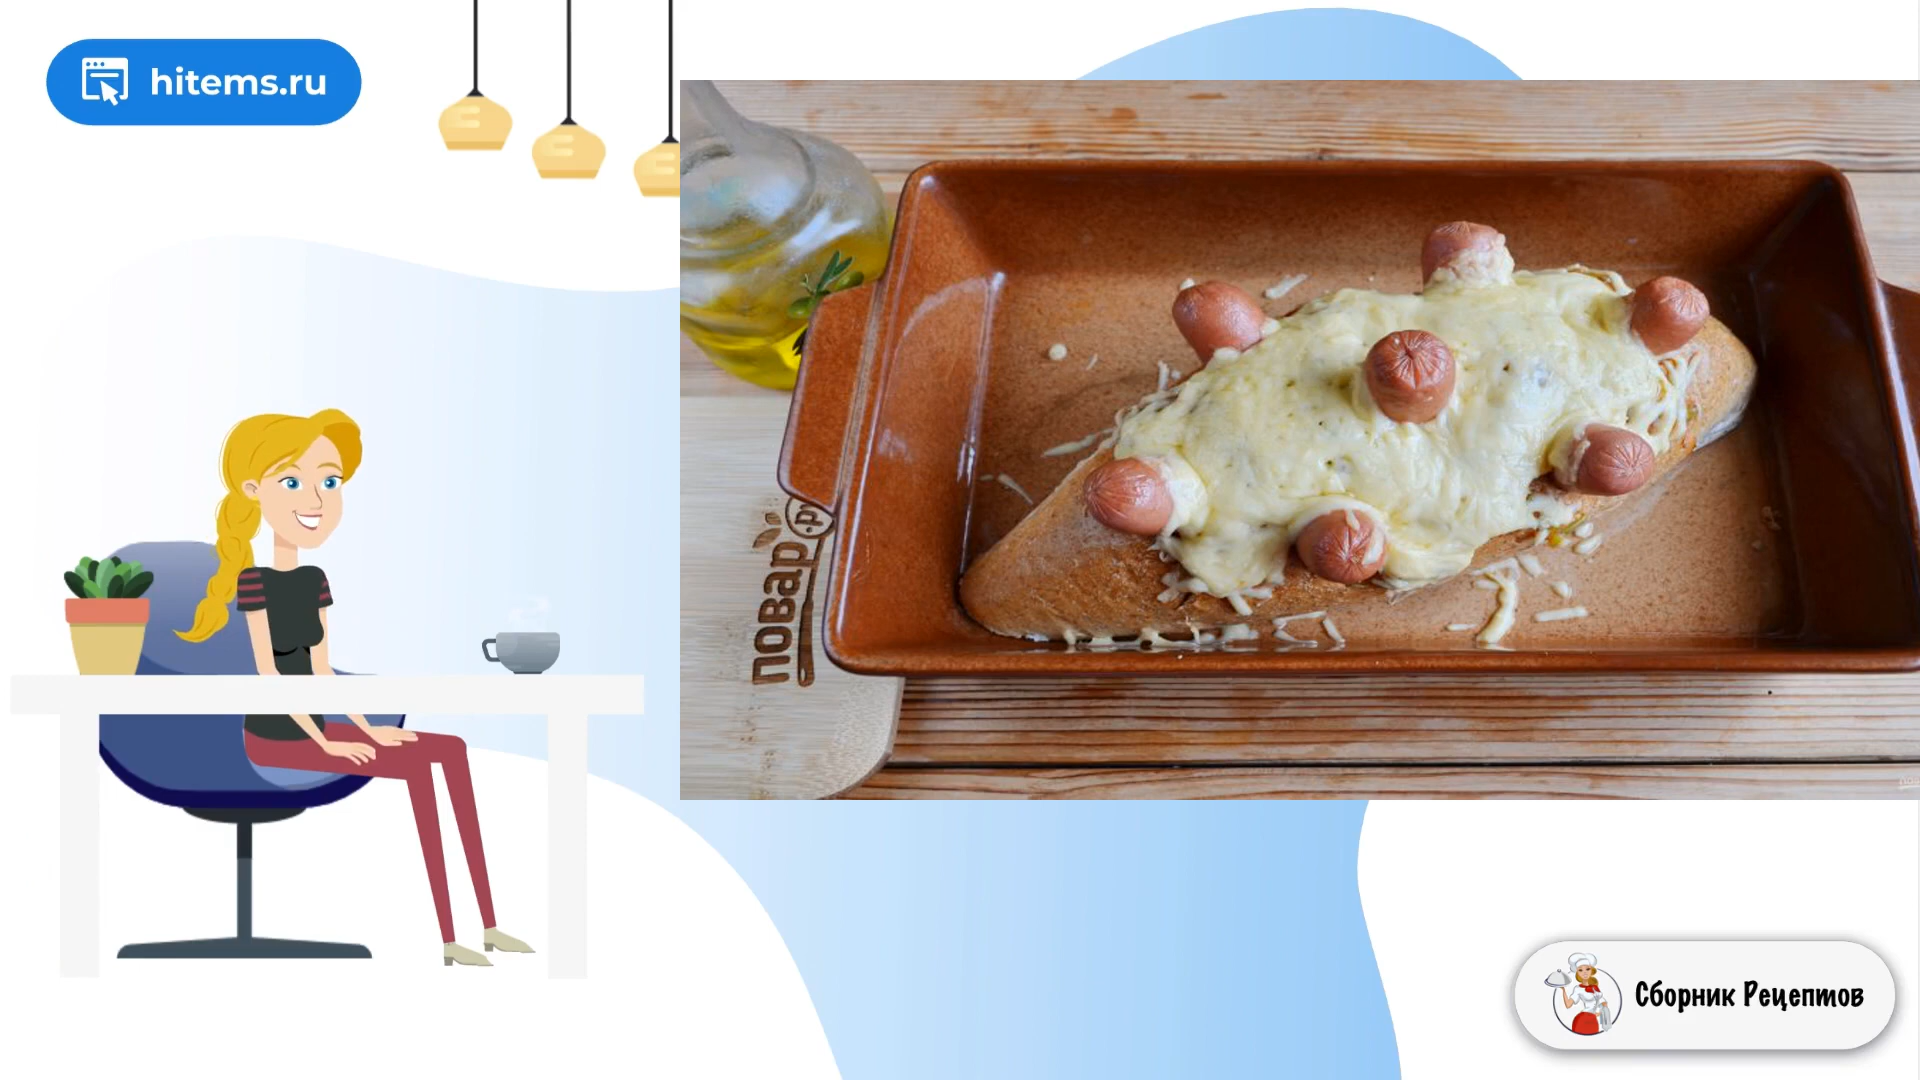 hitems.ru
повар.ру
Сборник Рецептов